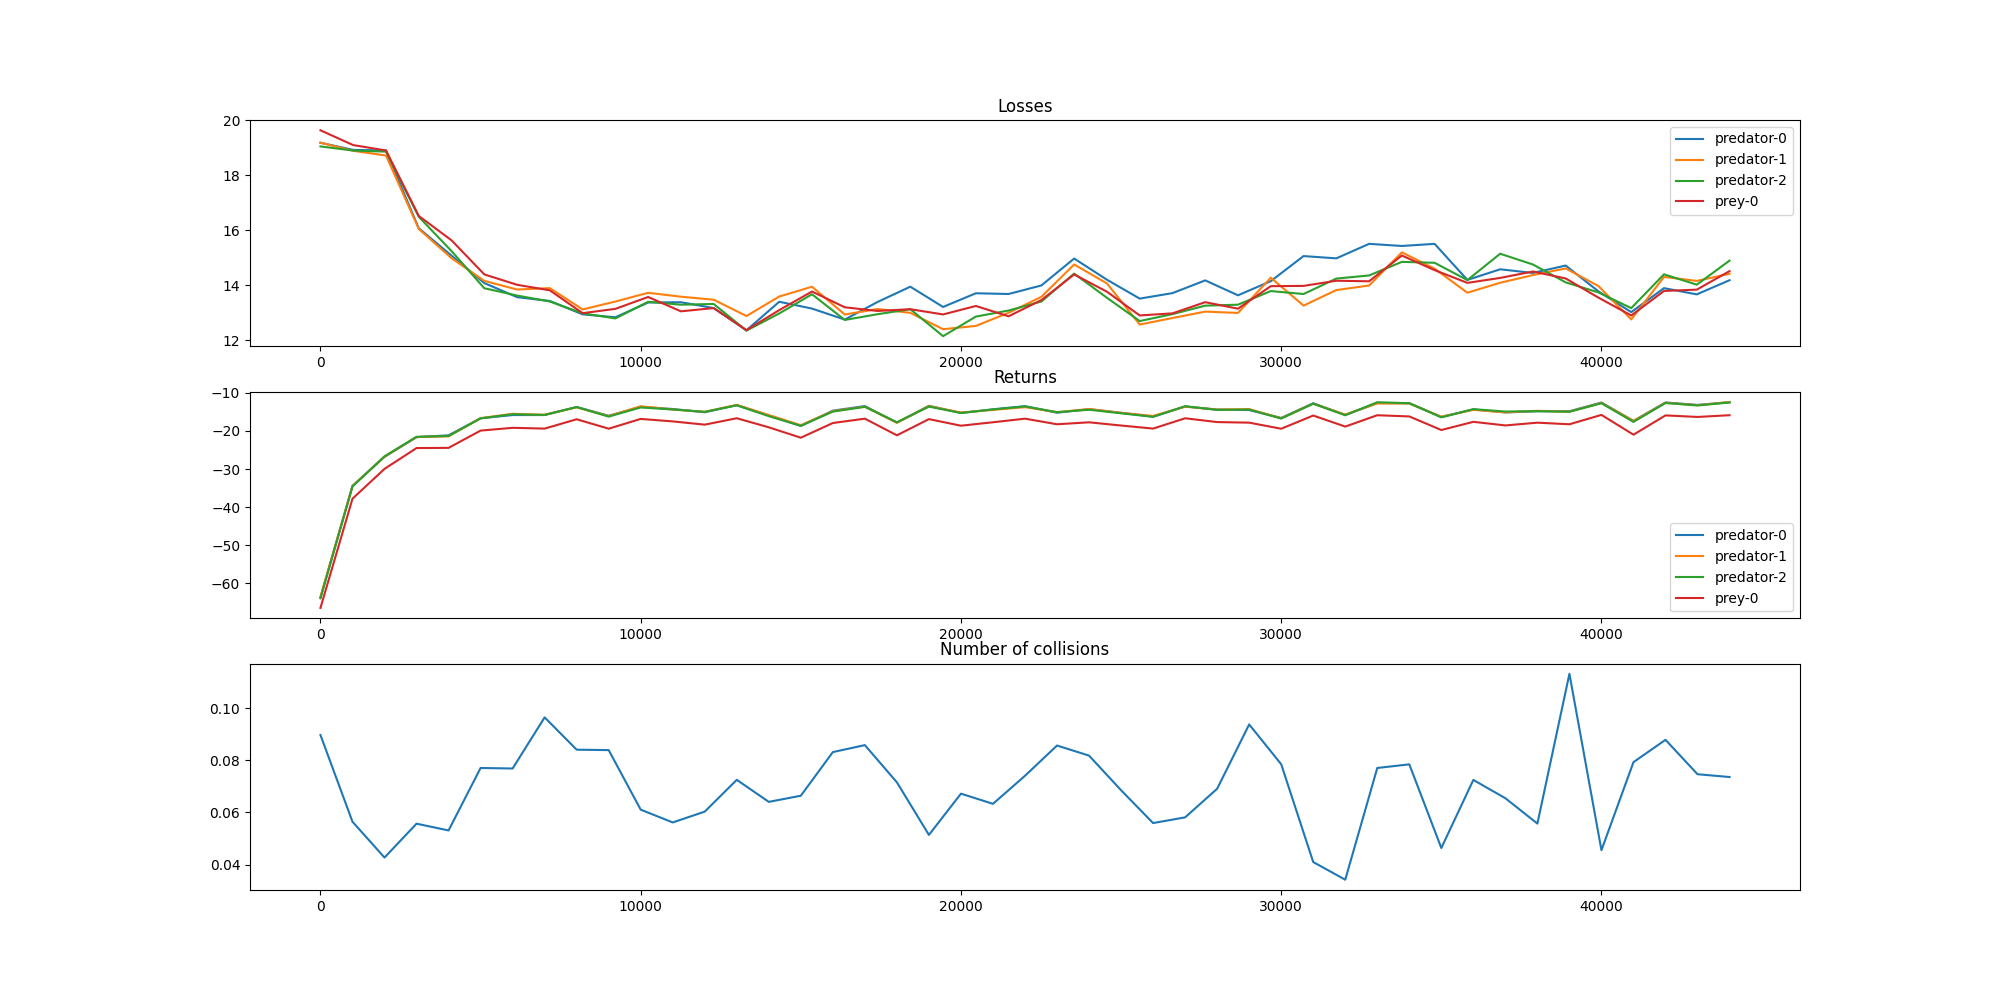 Losses
20
18
16
14
12
predator-0
predator-1
predator-2
prey-0
0 10000 20000 30000 40000
Returns
−10
−20
−30
−40
−50
−60
predator-0
predator-1
predator-2
prey-0
0 10000 20000 30000 40000
Number of collisions
0.10
0.08
0.06
0.04
0 10000 20000 30000 40000